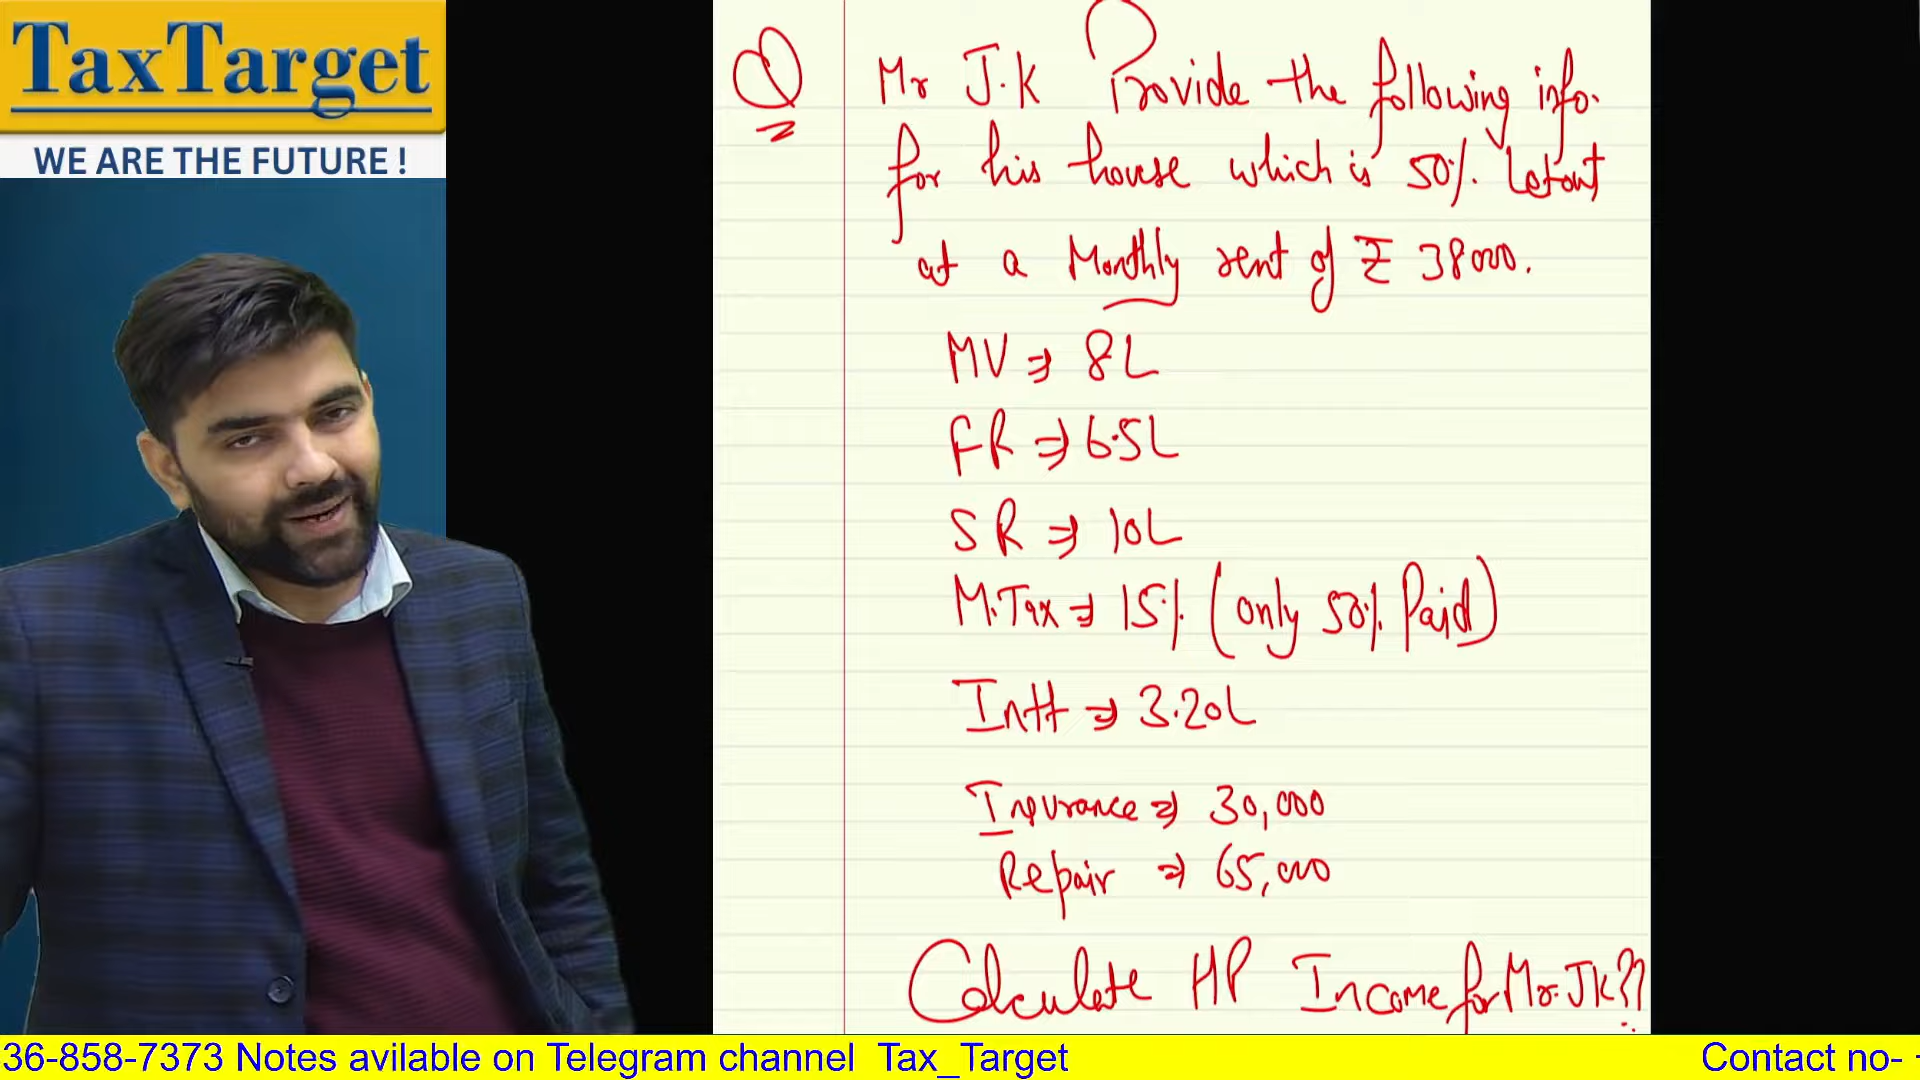 TaxTarget
WE ARE THE FUTURE !
Q
Mr J.K Provide the following info.
for his house which is 50%. Letout
at a Monthly rent of ₹ 38000.
MV ⇒ 8L
FR ⇒ 6.5L
SR ⇒ 10L
M.Tax ⇒ 15% (only 50% Paid)
Intt ⇒ 3.20L
Insurance ⇒ 30,000
Repair ⇒ 65,000
Calculate HP Income for Mr. JK??
36-858-7373 Notes avilable on Telegram channel Tax_Target
Contact no-